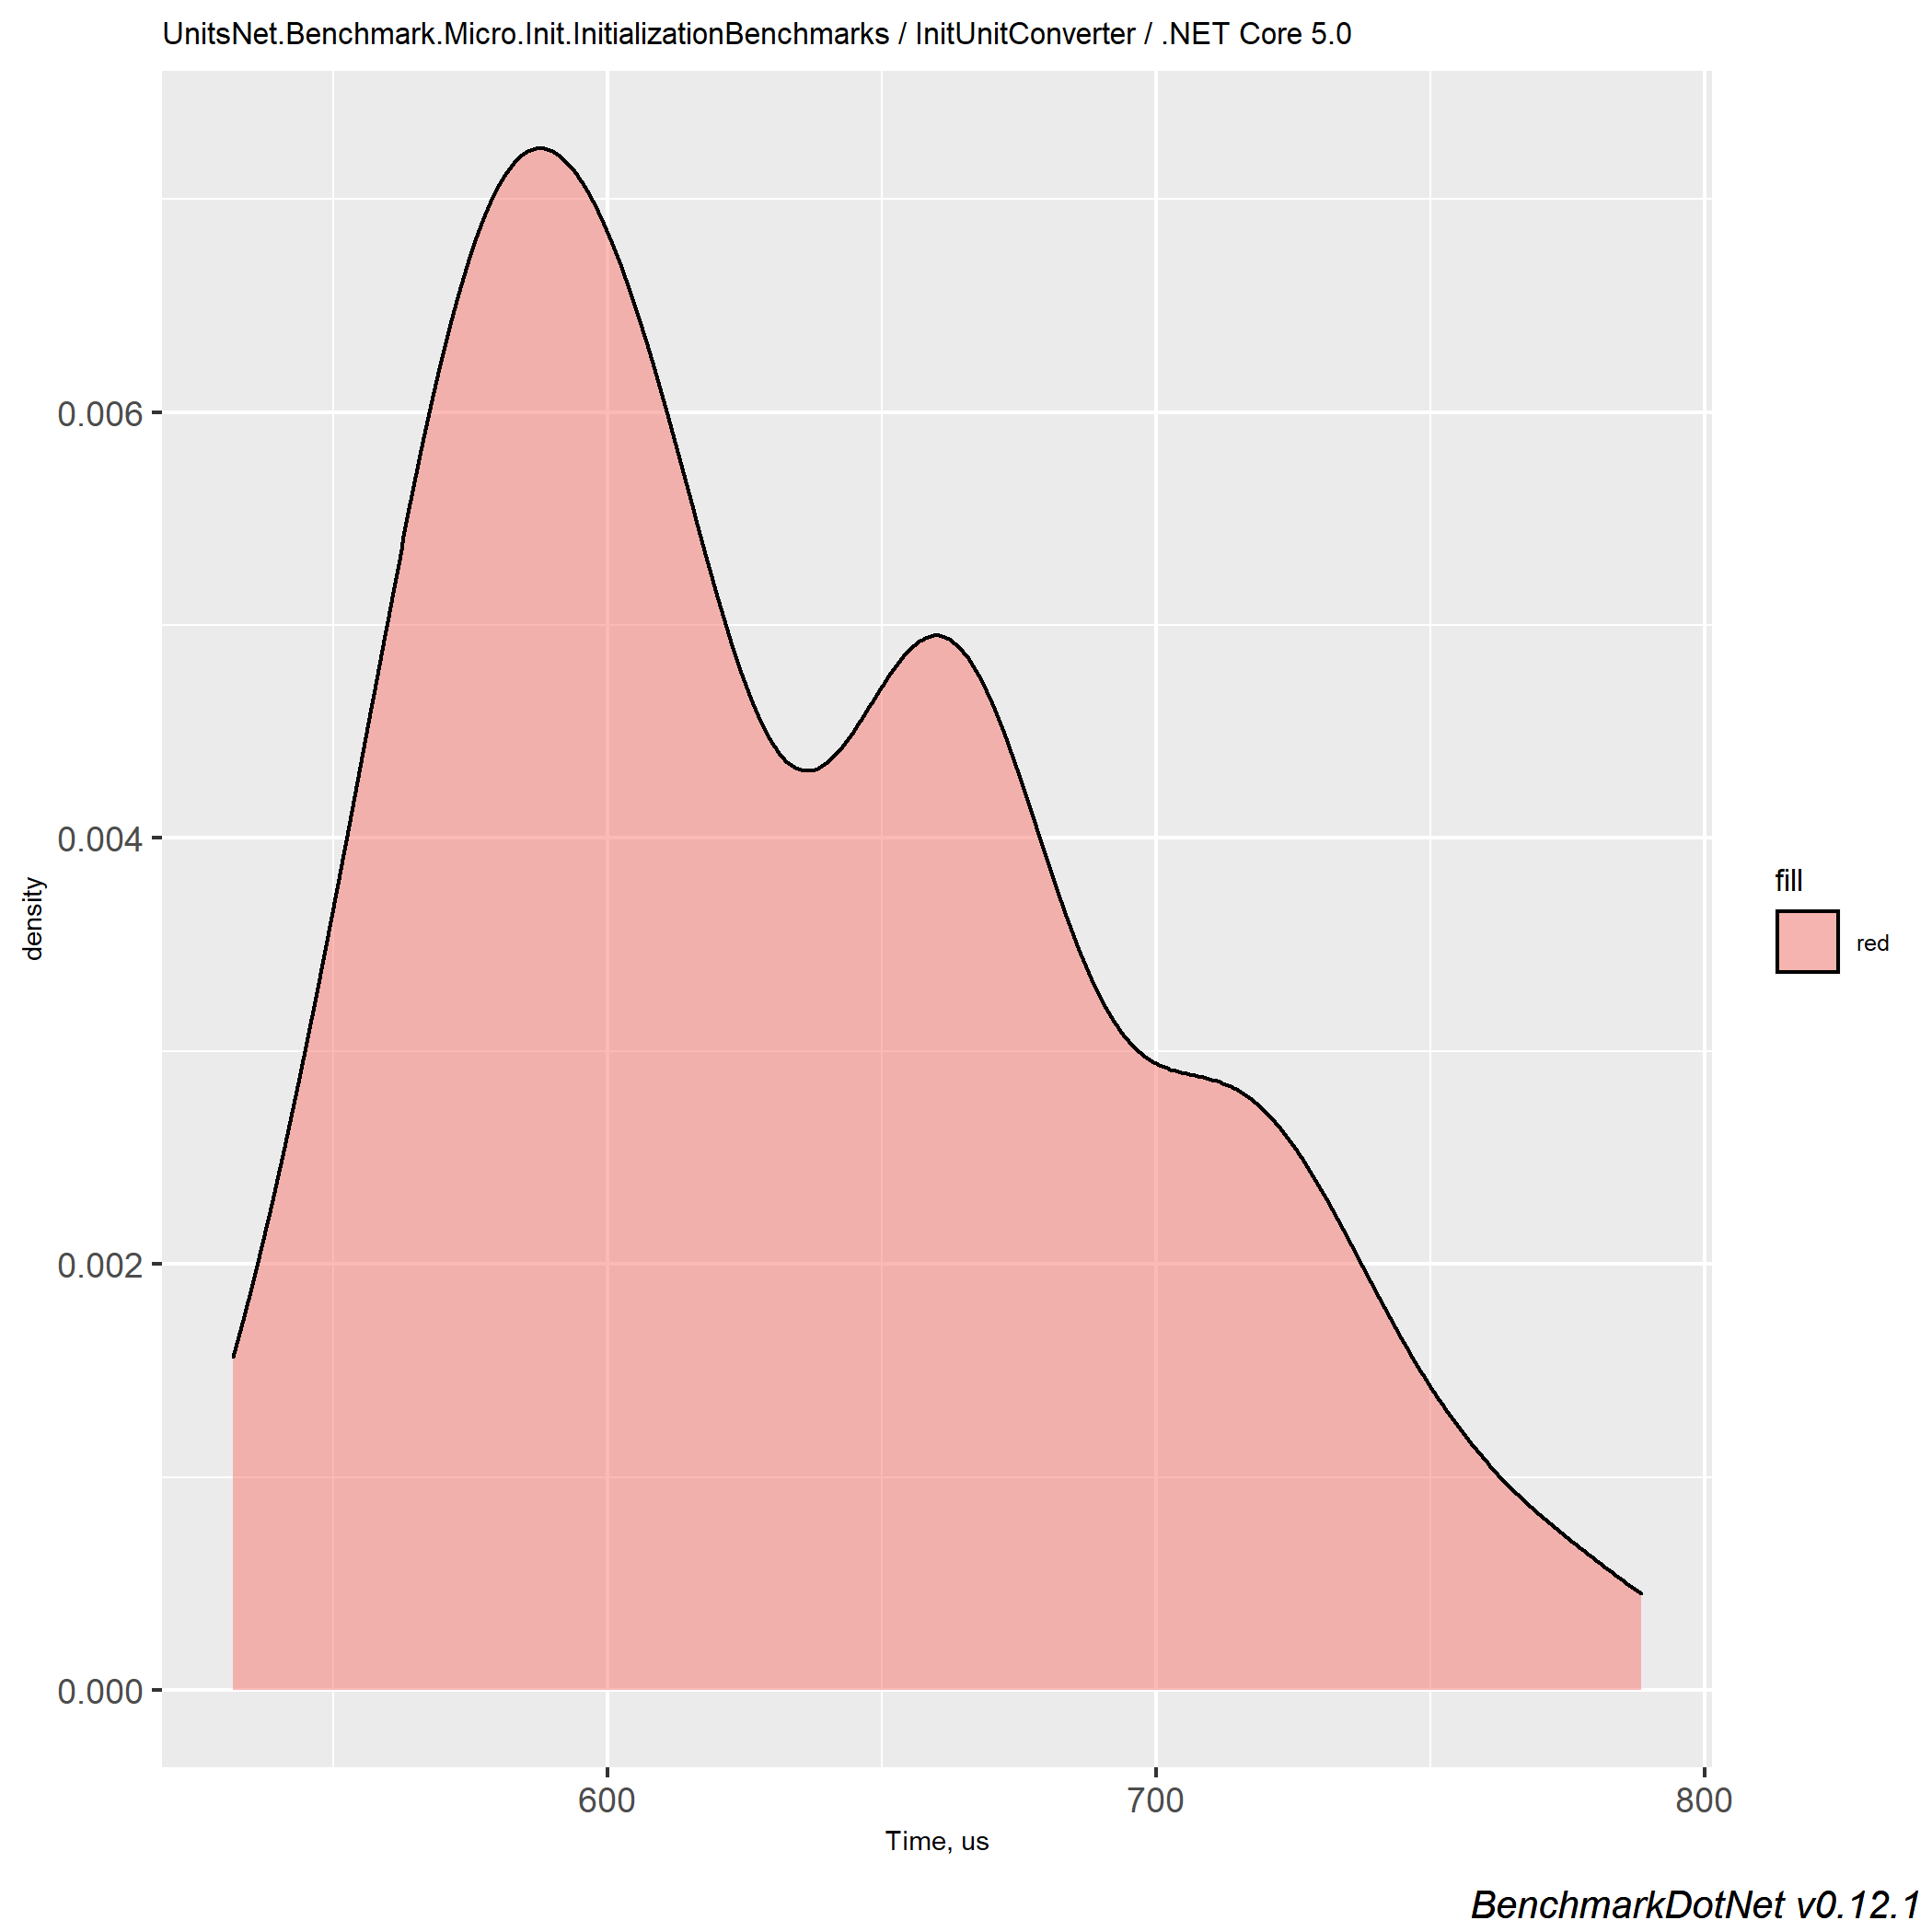 UnitsNet.Benchmark.Micro.Init.InitializationBenchmarks / InitUnitConverter / .NET Core 5.0
0.006
0.004
0.002
0.000
density
600
700
800
Time, us
fill
red
BenchmarkDotNet v0.12.1